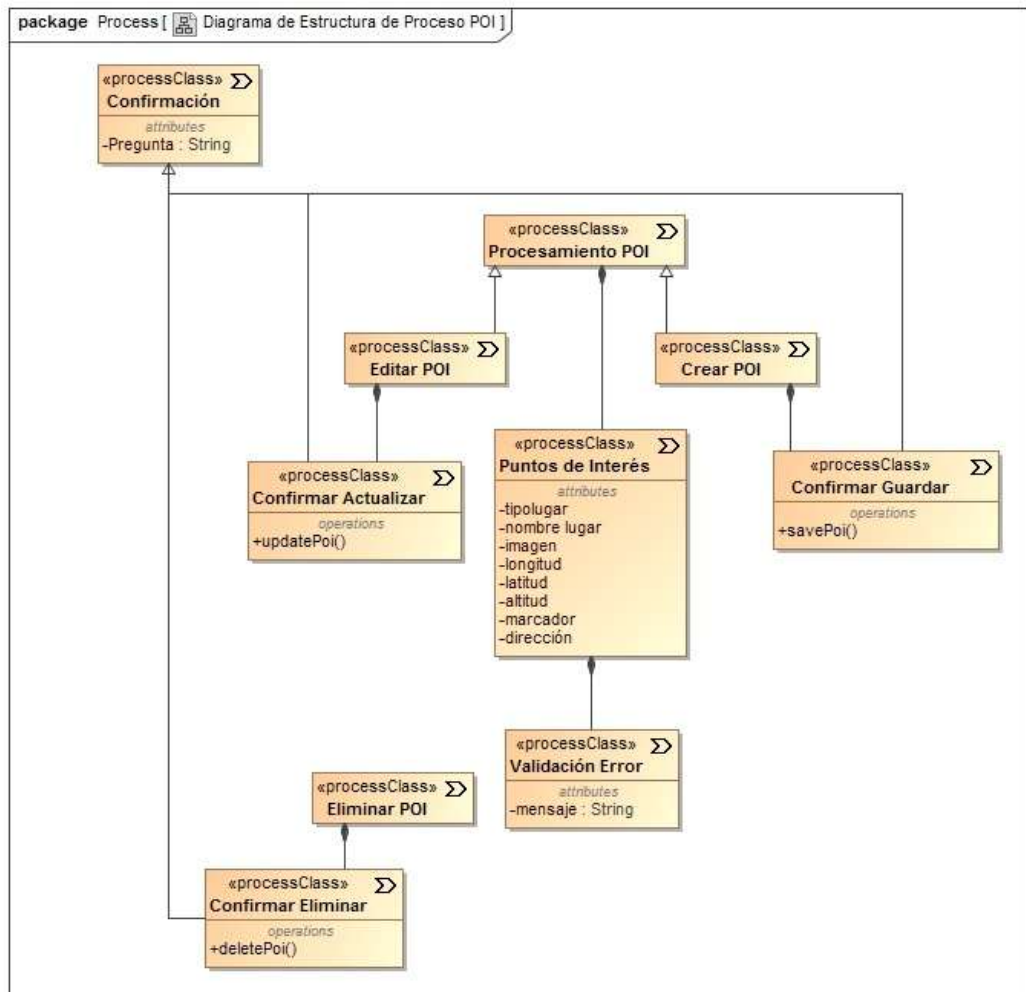 package Process [ Diagrama de Estructura de Proceso POI ]
«processClass»
Confirmación
attributes
-Pregunta : String
«processClass»
Procesamiento POI
«processClass»
Editar POI
«processClass»
Crear POI
«processClass»
Confirmar Actualizar
operations
+updatePoi()
«processClass»
Puntos de Interés
attributes
-tipolugar
-nombre lugar
-imagen
-longitud
-latitud
-altitud
-marcador
-dirección
«processClass»
Confirmar Guardar
operations
+savePoi()
«processClass»
Validación Error
attributes
-mensaje : String
«processClass»
Eliminar POI
«processClass»
Confirmar Eliminar
operations
+deletePoi()